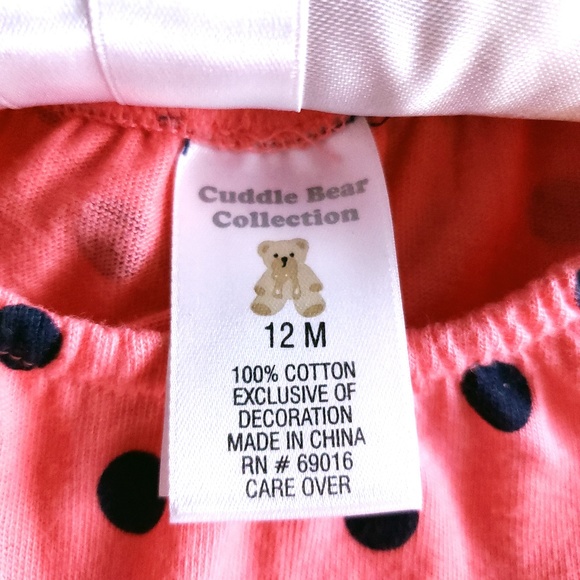 Cuddle Bear
Collection
12 M
100% COTTON
EXCLUSIVE OF
DECORATION
MADE IN CHINA
RN # 69016
CARE OVER